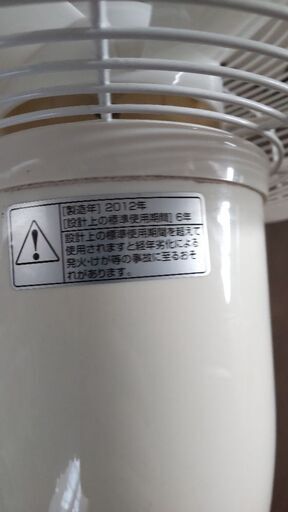 [製造年] 2012年
[設計上の標準使用期間] 6年
設計上の標準使用期間を超えて
使用されますと経年劣化による
発火・けが等の事故に至るおそ
れがあります。